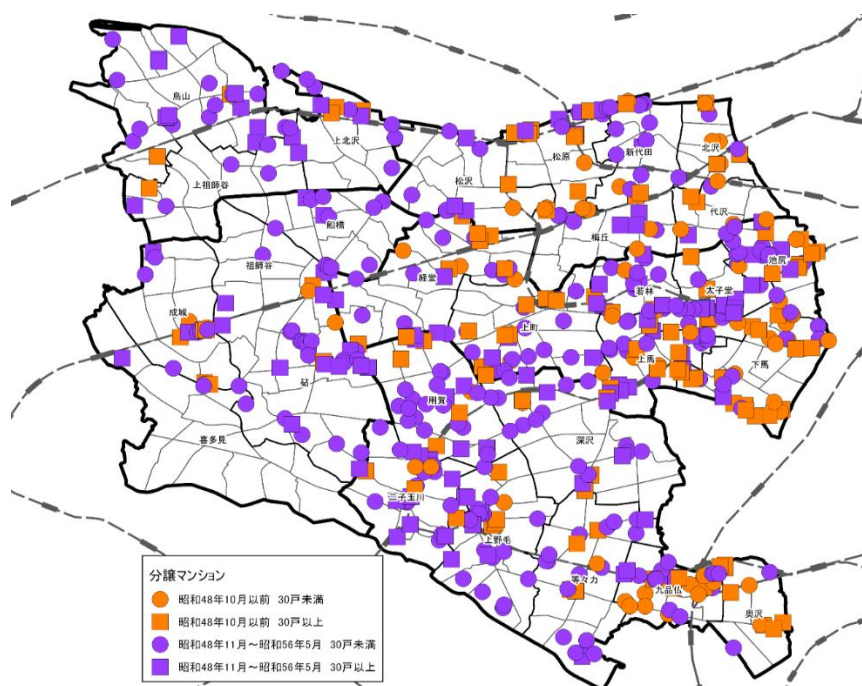 烏山
上北沢
上祖師谷
松沢
松原
新代田
北沢
代沢
船橋
梅丘
祖師谷
経堂
池尻
若林
太子堂
成城
上町
上馬
下馬
砧
用賀
喜多見
深沢
二子玉川
上野毛
等々力
九品仏
奥沢
分譲マンション
昭和48年10月以前 30戸未満
昭和48年10月以前 30戸以上
昭和48年11月～昭和56年5月 30戸未満
昭和48年11月～昭和56年5月 30戸以上